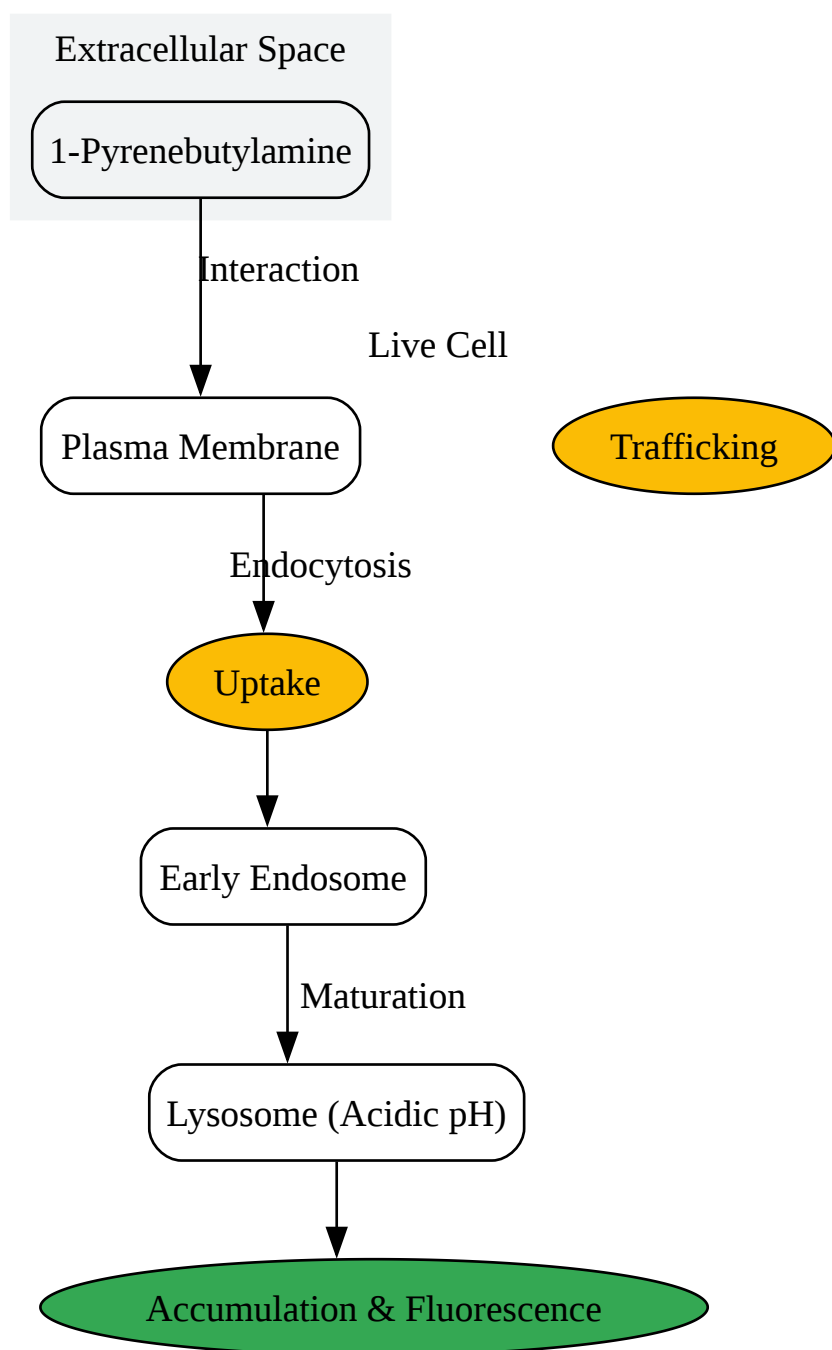 Extracellular Space
1-Pyrenebutylamine
Interaction
Live Cell
Plasma Membrane
Trafficking
Endocytosis
Uptake
Early Endosome
Maturation
Lysosome (Acidic pH)
Accumulation & Fluorescence